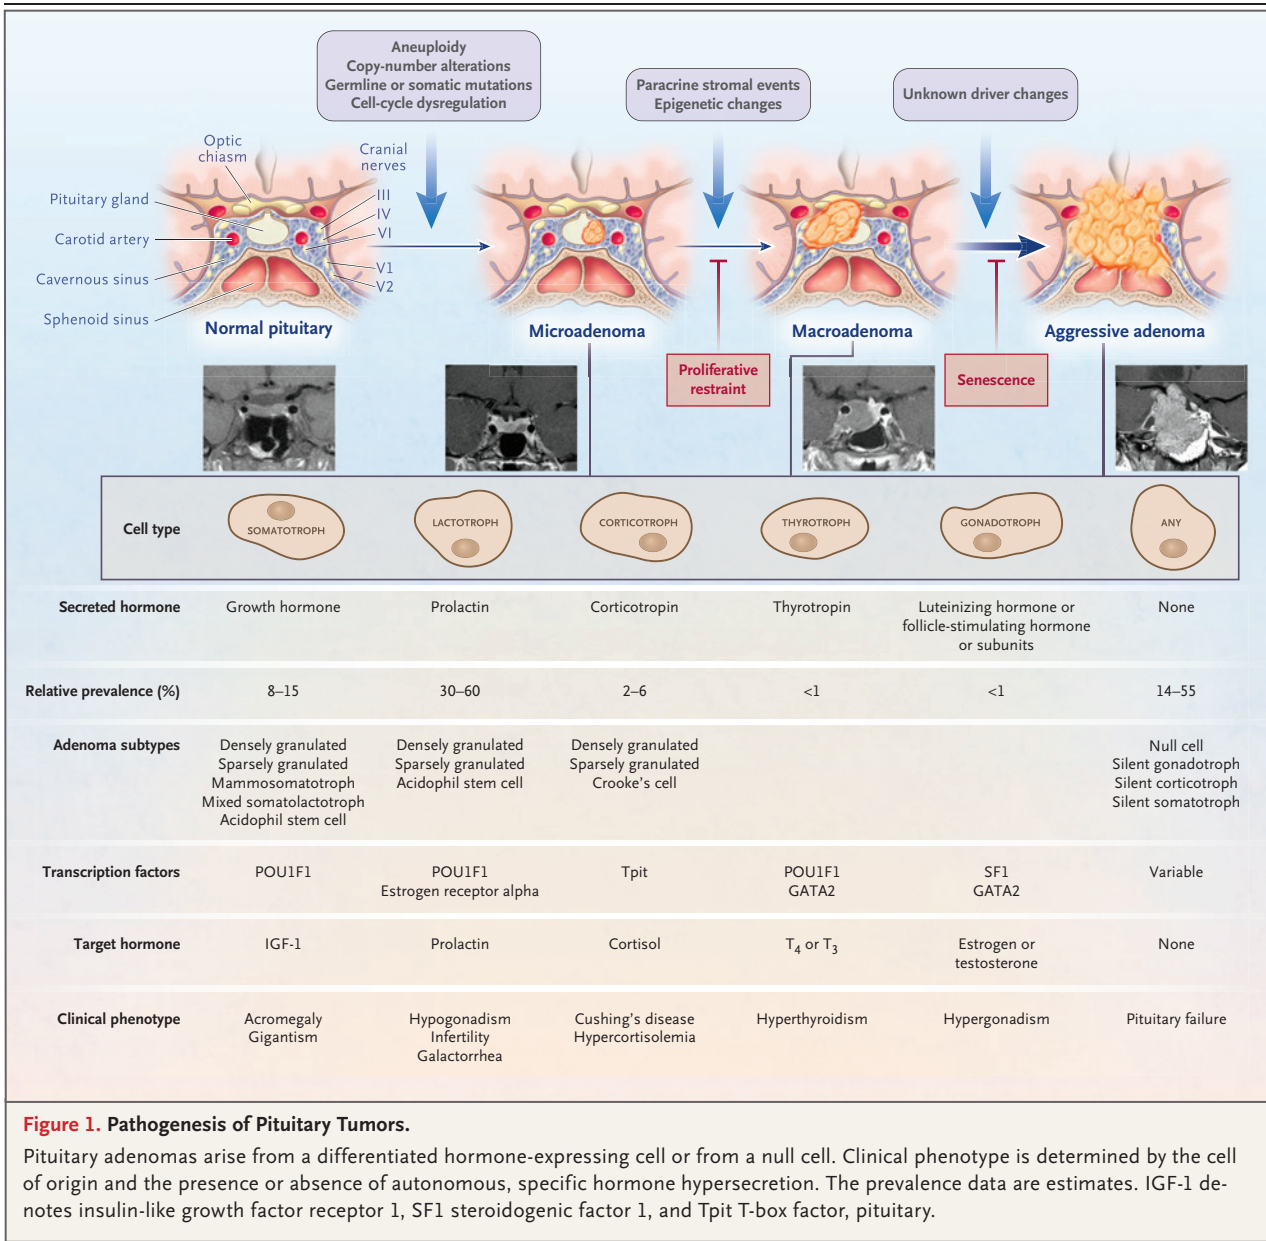 Aneuploidy
Copy-number alterations
Germline or somatic mutations
Cell-cycle dysregulation
Paracrine stromal events
Epigenetic changes
Unknown driver changes
Optic
chiasm
Cranial
nerves
Pituitary gland
Carotid artery
Cavernous sinus
Sphenoid sinus
III
IV
VI
V1
V2
Normal pituitary
Microadenoma
Macroadenoma
Aggressive adenoma
Proliferative
restraint
Senescence
Cell type
SOMATOTROPH
LACTOTROPH
CORTICOTROPH
THYROTROPH
GONADOTROPH
ANY
Secreted hormone
Growth hormone
Prolactin
Corticotropin
Thyrotropin
Luteinizing hormone or
follicle-stimulating hormone
or subunits
None
Relative prevalence (%)
8–15
30–60
2–6
<1
<1
14–55
Adenoma subtypes
Densely granulated
Sparsely granulated
Mammosomatotroph
Mixed somatolactotroph
Acidophil stem cell
Densely granulated
Sparsely granulated
Acidophil stem cell
Densely granulated
Sparsely granulated
Crooke's cell
Null cell
Silent gonadotroph
Silent corticotroph
Silent somatotroph
Transcription factors
POU1F1
POU1F1
Estrogen receptor alpha
Tpit
POU1F1
GATA2
SF1
GATA2
Variable
Target hormone
IGF-1
Prolactin
Cortisol
T4 or T3
Estrogen or
testosterone
None
Clinical phenotype
Acromegaly
Gigantism
Hypogonadism
Infertility
Galactorrhea
Cushing's disease
Hypercortisolemia
Hyperthyroidism
Hypergonadism
Pituitary failure
Figure 1. Pathogenesis of Pituitary Tumors.
Pituitary adenomas arise from a differentiated hormone-expressing cell or from a null cell. Clinical phenotype is determined by the cell
of origin and the presence or absence of autonomous, specific hormone hypersecretion. The prevalence data are estimates. IGF-1 de-
notes insulin-like growth factor receptor 1, SF1 steroidogenic factor 1, and Tpit T-box factor, pituitary.